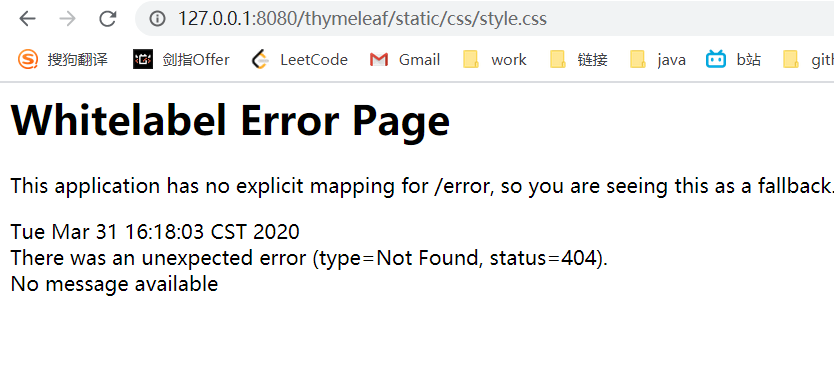 127.0.0.1:8080/thymeleaf/static/css/style.css
搜狗翻译 剑指Offer LeetCode Gmail work 链接 java b站 gith
Whitelabel Error Page
This application has no explicit mapping for /error, so you are seeing this as a fallback.
Tue Mar 31 16:18:03 CST 2020
There was an unexpected error (type=Not Found, status=404).
No message available